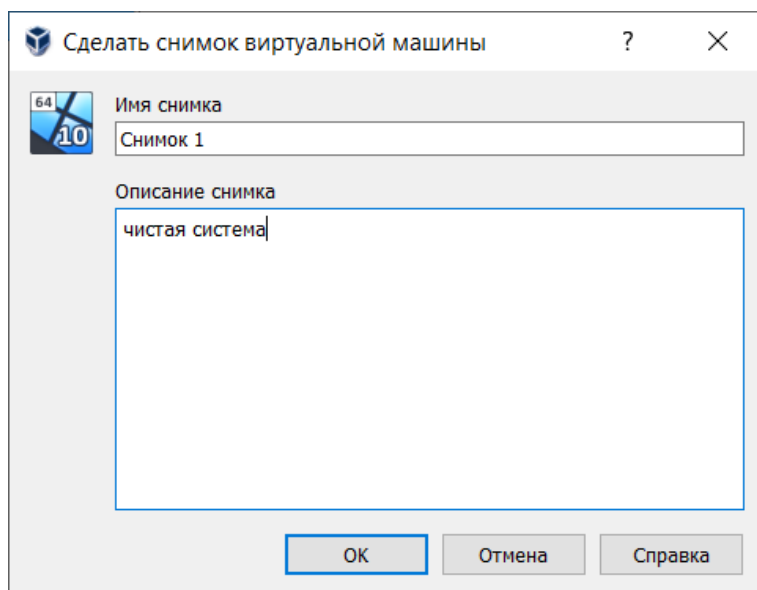 Сделать снимок виртуальной машины ?
64
10
Имя снимка
Снимок 1
Описание снимка
чистая система
OK Отмена Справка